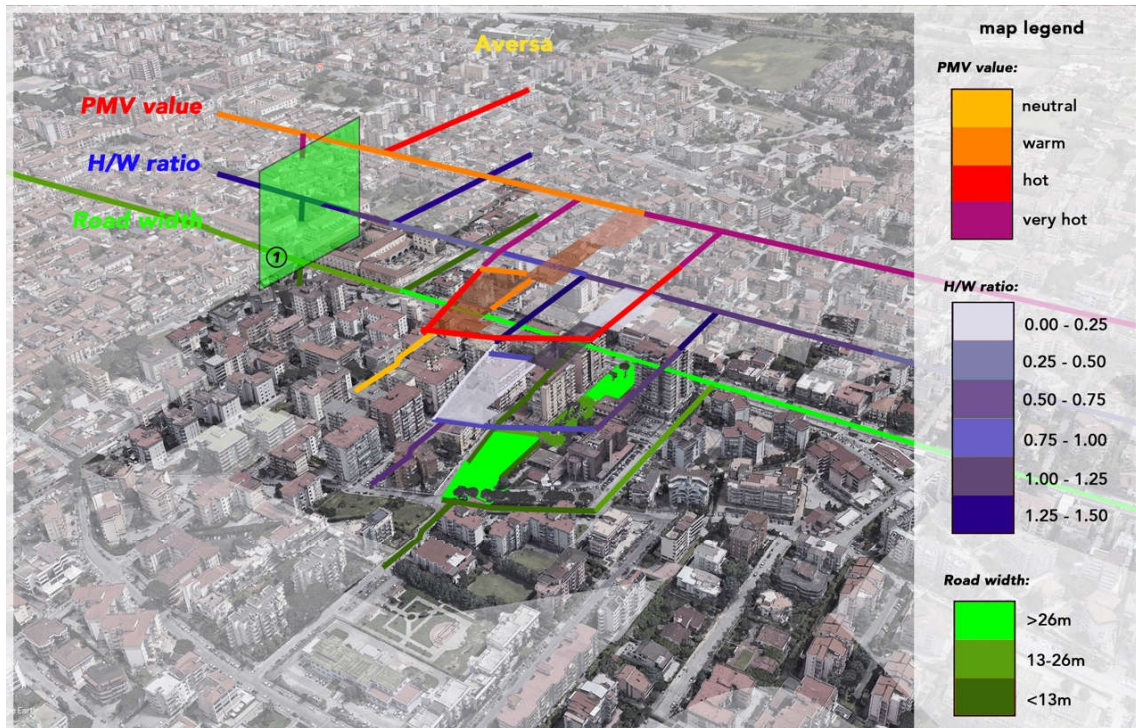 Aversa
PMV value
H/W ratio
Road width
1
map legend
PMV value:
neutral
warm
hot
very hot
H/W ratio:
0.00 - 0.25
0.25 - 0.50
0.50 - 0.75
0.75 - 1.00
1.00 - 1.25
1.25 - 1.50
Road width:
>26m
13-26m
<13m